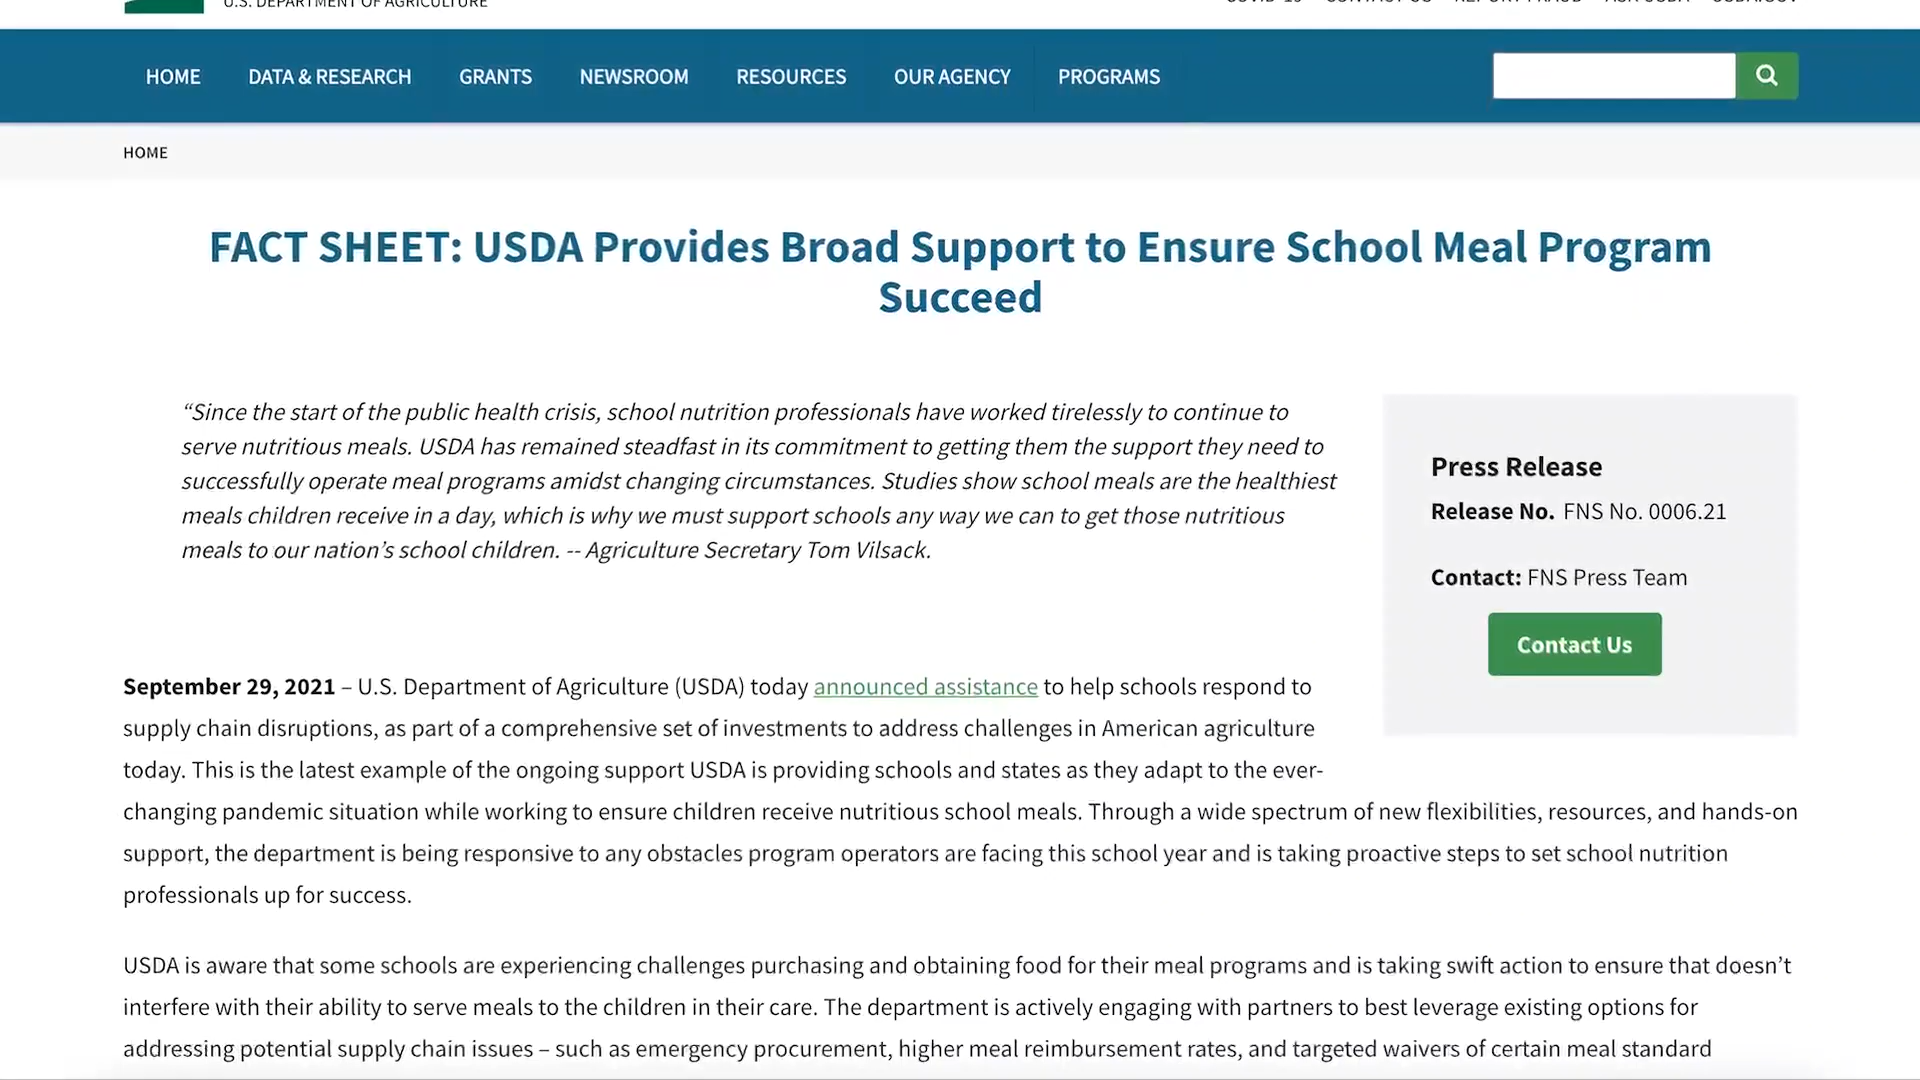 U.S. DEPARTMENT OF AGRICULTURE
COVID-19 CONTACT US REPORT FRAUD ASK USDA USDA.GOV
HOME DATA & RESEARCH GRANTS NEWSROOM RESOURCES OUR AGENCY PROGRAMS
HOME
FACT SHEET: USDA Provides Broad Support to Ensure School Meal Program
Succeed
“Since the start of the public health crisis, school nutrition professionals have worked tirelessly to continue to
serve nutritious meals. USDA has remained steadfast in its commitment to getting them the support they need to
successfully operate meal programs amidst changing circumstances. Studies show school meals are the healthiest
meals children receive in a day, which is why we must support schools any way we can to get those nutritious
meals to our nation’s school children. -- Agriculture Secretary Tom Vilsack.
Press Release
Release No. FNS No. 0006.21
Contact: FNS Press Team
Contact Us
September 29, 2021 – U.S. Department of Agriculture (USDA) today announced assistance to help schools respond to
supply chain disruptions, as part of a comprehensive set of investments to address challenges in American agriculture
today. This is the latest example of the ongoing support USDA is providing schools and states as they adapt to the ever-
changing pandemic situation while working to ensure children receive nutritious school meals. Through a wide spectrum of new flexibilities, resources, and hands-on
support, the department is being responsive to any obstacles program operators are facing this school year and is taking proactive steps to set school nutrition
professionals up for success.
USDA is aware that some schools are experiencing challenges purchasing and obtaining food for their meal programs and is taking swift action to ensure that doesn’t
interfere with their ability to serve meals to the children in their care. The department is actively engaging with partners to best leverage existing options for
addressing potential supply chain issues – such as emergency procurement, higher meal reimbursement rates, and targeted waivers of certain meal standard